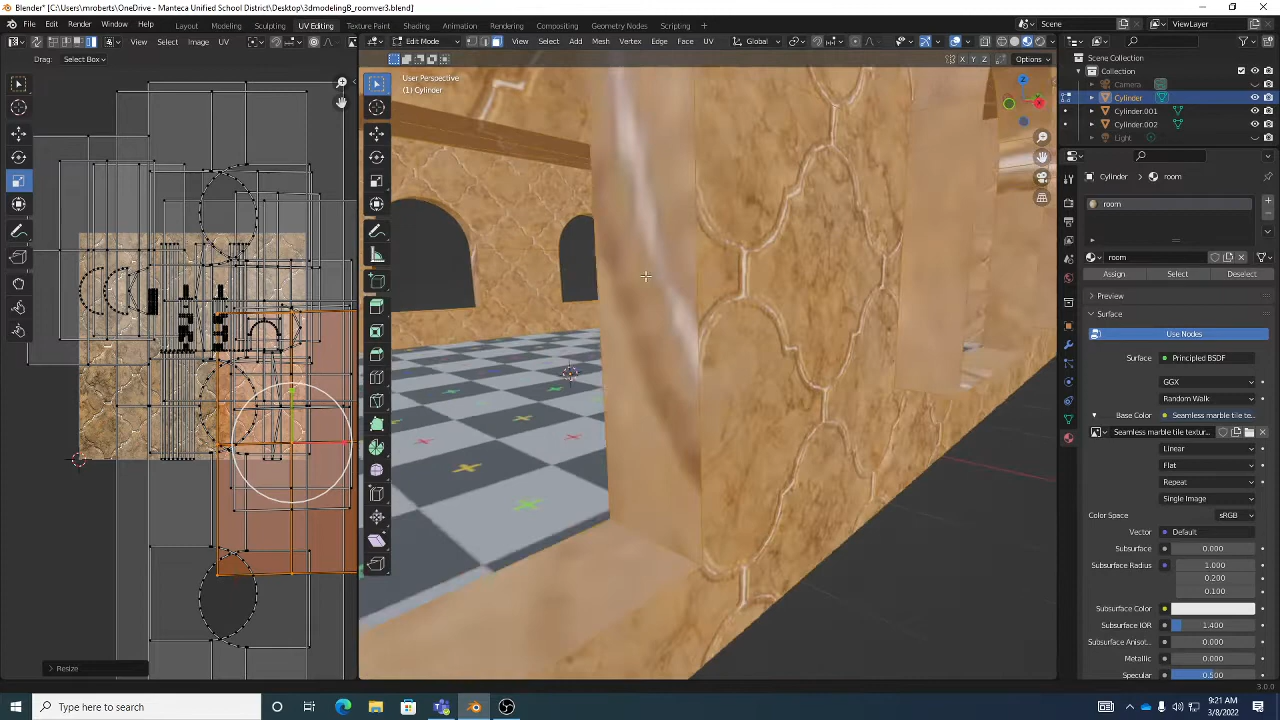 Blender* [C:\Users\mroberts\OneDrive - Manteca Unified School District\Desktop\3dmodeling8_roomver3.blend]
File Edit Render Window Help Layout Modeling Sculpting UV Editing Texture Paint Shading Animation Rendering Compositing Geometry Nodes Scripting Scene ViewLayer
View Select Image UV Edit Mode View Select Add Mesh Vertex Edge Face UV Global
Drag: Select Box X Y Z Options
User Perspective
(1) Cylinder
Scene Collection
Collection
Camera
Cylinder
Cylinder.001
Cylinder.002
Light
Cylinder room
room
room
Assign Select Deselect
Preview
Surface
Use Nodes
Surface Principled BSDF
GGX
Random Walk
Base Color Seamless marble tile te..
Seamless marble tile textur..
Linear
Flat
Repeat
Single Image
Color Space sRGB
Vector Default
Subsurface 0.000
Subsurface Radius 1.000
0.200
0.100
Subsurface Color
Subsurface IOR 1.400
Subsurface Anisot.. 0.000
Metallic 0.000
Specular 0.500
Resize
3.0.0
Type here to search
9:21 AM
3/8/2022